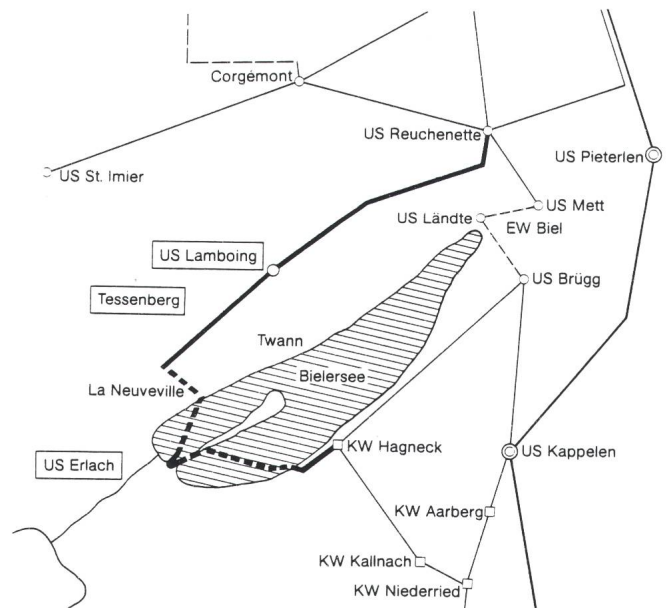 Corgémont
US Reuchenette
US Pieterlen
US St. Imier
US Mett
US Ländte
EW Biel
US Lamboing
US Brügg
Tessenberg
Twann
Bielersee
La Neuveville
KW Hagneck
US Kappelen
US Erlach
KW Aarberg
KW Kallnach
KW Niederried